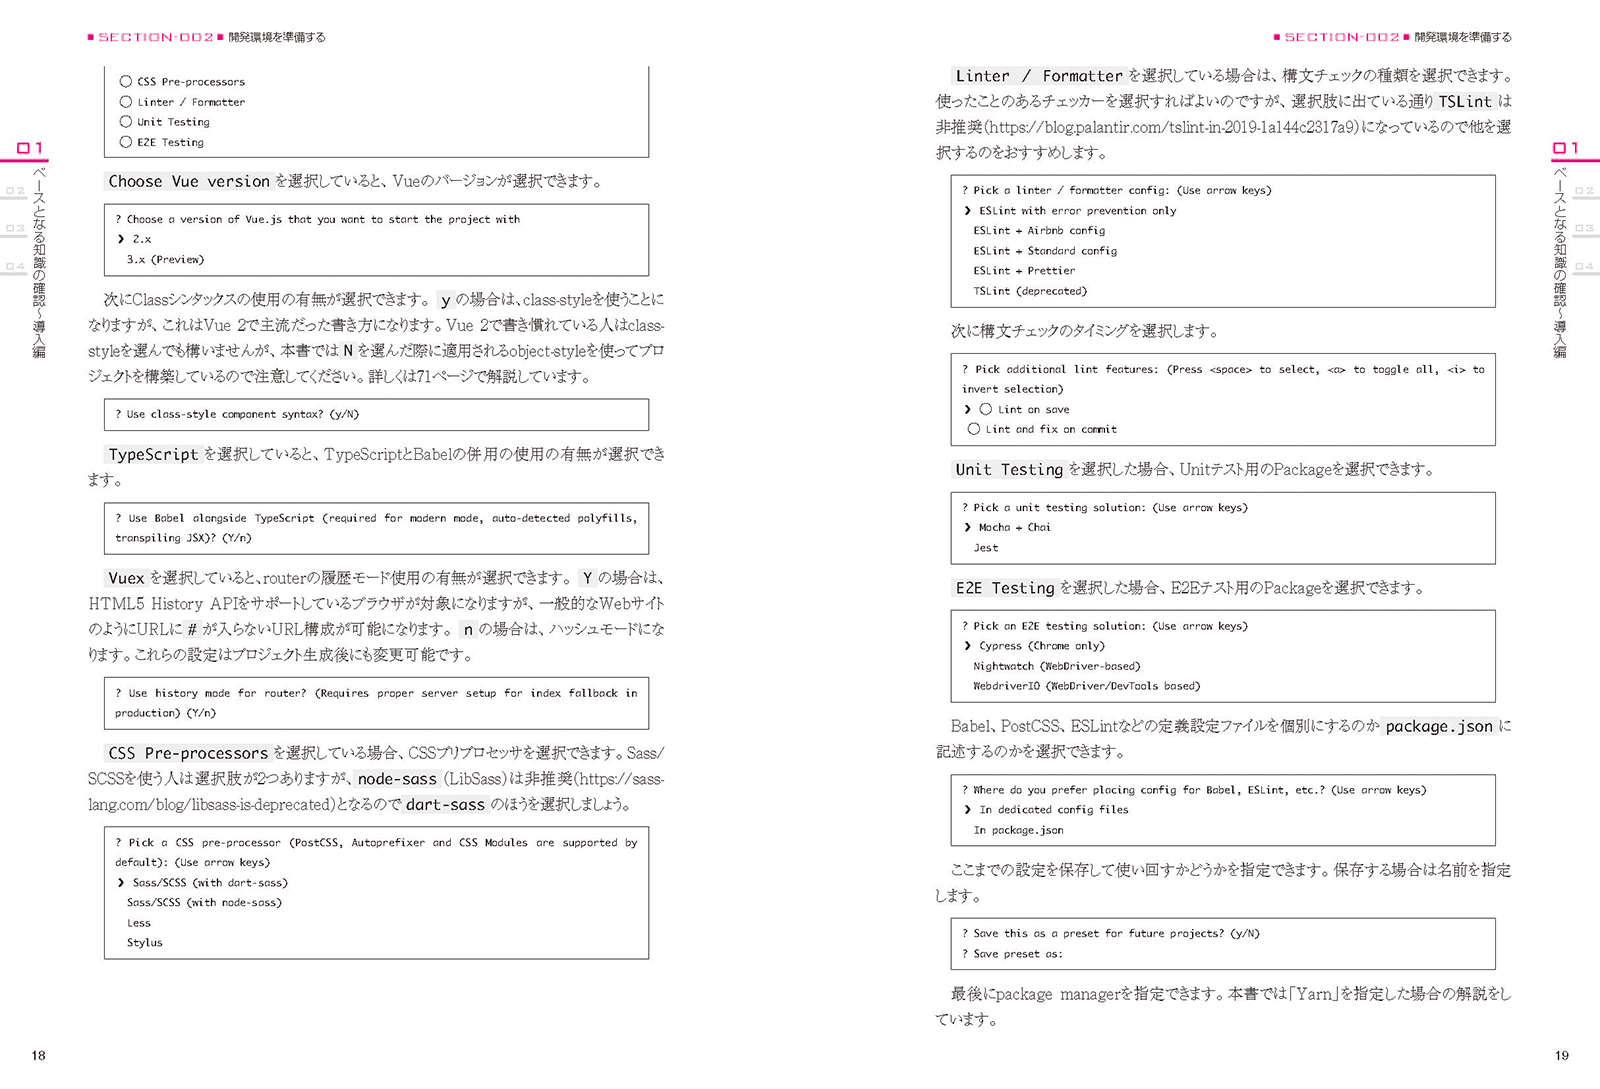 ■ SECTION-002 ■ 開発環境を準備する
○ CSS Pre-processors
○ Linter / Formatter
○ Unit Testing
○ E2E Testing
01
02
03
04
ベースとなる知識の確認～導入編
Choose Vue version を選択していると、Vueのバージョンが選択できます。
? Choose a version of Vue.js that you want to start the project with
❯ 2.x
3.x (Preview)
次にClassシンタックスの使用の有無が選択できます。 y の場合は、class-styleを使うことに
なりますが、これはVue 2で主流だった書き方になります。Vue 2で書き慣れている人はclass-
styleを選んでも構いませんが、本書では N を選んだ際に適用されるobject-styleを使ってプロ
ジェクトを構築しているので注意してください。詳しくは71ページで解説しています。
? Use class-style component syntax? (y/N)
TypeScript を選択していると、TypeScriptとBabelの併用の使用の有無が選択でき
ます。
? Use Babel alongside TypeScript (required for modern mode, auto-detected polyfills,
transpiling JSX)? (Y/n)
Vuex を選択していると、routerの履歴モード使用の有無が選択できます。 Y の場合は、
HTML5 History APIをサポートしているブラウザが対象になりますが、一般的なWebサイト
のようにURLに # が入らないURL構成が可能になります。 n の場合は、ハッシュモードにな
ります。これらの設定はプロジェクト生成後にも変更可能です。
? Use history mode for router? (Requires proper server setup for index fallback in
production) (Y/n)
CSS Pre-processors を選択している場合、CSSプリプロセッサを選択できます。Sass/
SCSSを使う人は選択肢が2つありますが、 node-sass (LibSass)は非推奨(https://sass-
lang.com/blog/libsass-is-deprecated)となるので dart-sass のほうを選択しましょう。
? Pick a CSS pre-processor (PostCSS, Autoprefixer and CSS Modules are supported by
default): (Use arrow keys)
❯ Sass/SCSS (with dart-sass)
Sass/SCSS (with node-sass)
Less
Stylus
18
■ SECTION-002 ■ 開発環境を準備する
Linter / Formatter を選択している場合は、構文チェックの種類を選択できます。
使ったことのあるチェッカーを選択すればよいのですが、選択肢に出ている通り TSLint は
非推奨(https://blog.palantir.com/tslint-in-2019-1a144c2317a9)になっているので他を選
択するのをおすすめします。
? Pick a linter / formatter config: (Use arrow keys)
❯ ESLint with error prevention only
ESLint + Airbnb config
ESLint + Standard config
ESLint + Prettier
TSLint (deprecated)
次に構文チェックのタイミングを選択します。
? Pick additional lint features: (Press <space> to select, <a> to toggle all, <i> to
invert selection)
❯ ○ Lint on save
○ Lint and fix on commit
Unit Testing を選択した場合、Unitテスト用のPackageを選択できます。
? Pick a unit testing solution: (Use arrow keys)
❯ Mocha + Chai
Jest
E2E Testing を選択した場合、E2Eテスト用のPackageを選択できます。
? Pick an E2E testing solution: (Use arrow keys)
❯ Cypress (Chrome only)
Nightwatch (WebDriver-based)
WebdriverIO (WebDriver/DevTools based)
Babel、PostCSS、ESLintなどの定義設定ファイルを個別にするのか package.json に
記述するのかを選択できます。
? Where do you prefer placing config for Babel, ESLint, etc.? (Use arrow keys)
❯ In dedicated config files
In package.json
ここまでの設定を保存して使い回すかどうかを指定できます。保存する場合は名前を指定
します。
? Save this as a preset for future projects? (y/N)
? Save preset as:
最後にpackage managerを指定できます。本書では「Yarn」を指定した場合の解説をし
ています。
01
02
03
04
ベースとなる知識の確認～導入編
19